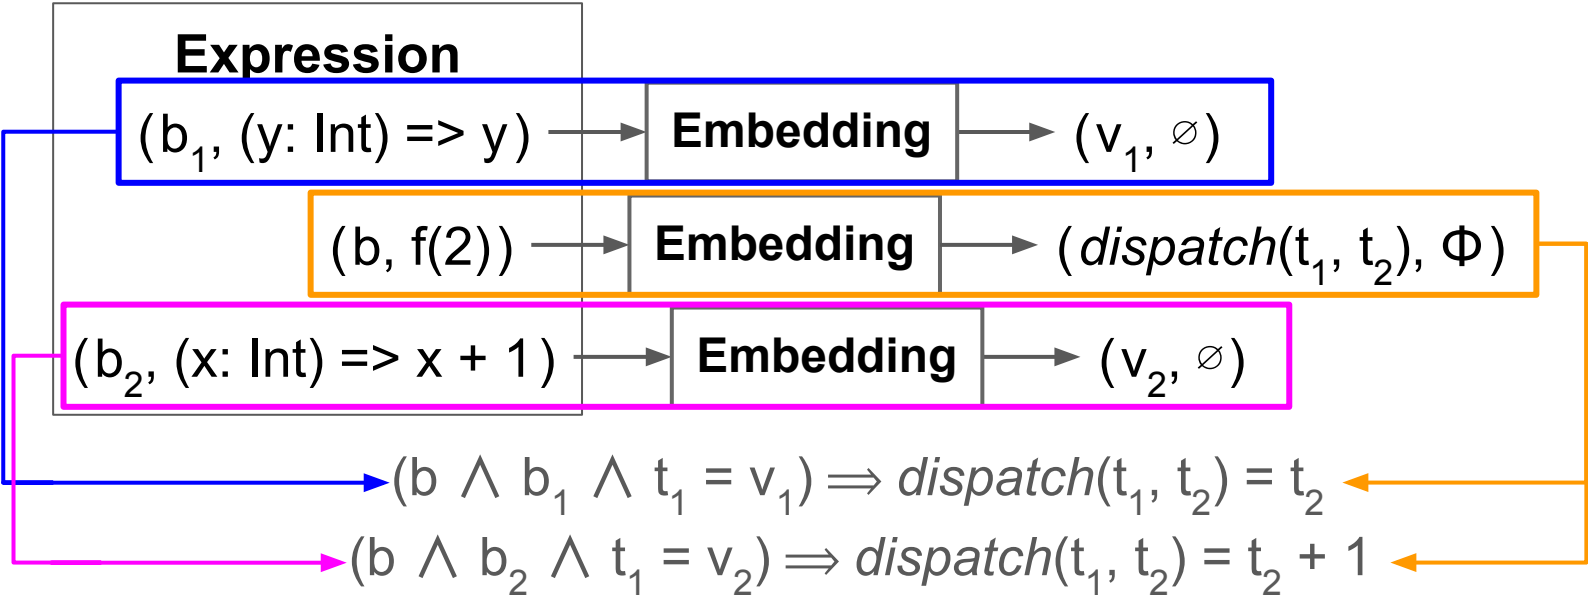 Expression
(b₁, (y: Int) => y) Embedding (v₁, ∅)
(b, f(2)) Embedding (dispatch(t₁, t₂), Φ)
(b₂, (x: Int) => x + 1) Embedding (v₂, ∅)
(b ∧ b₁ ∧ t₁ = v₁) ⟹ dispatch(t₁, t₂) = t₂
(b ∧ b₂ ∧ t₁ = v₂) ⟹ dispatch(t₁, t₂) = t₂ + 1